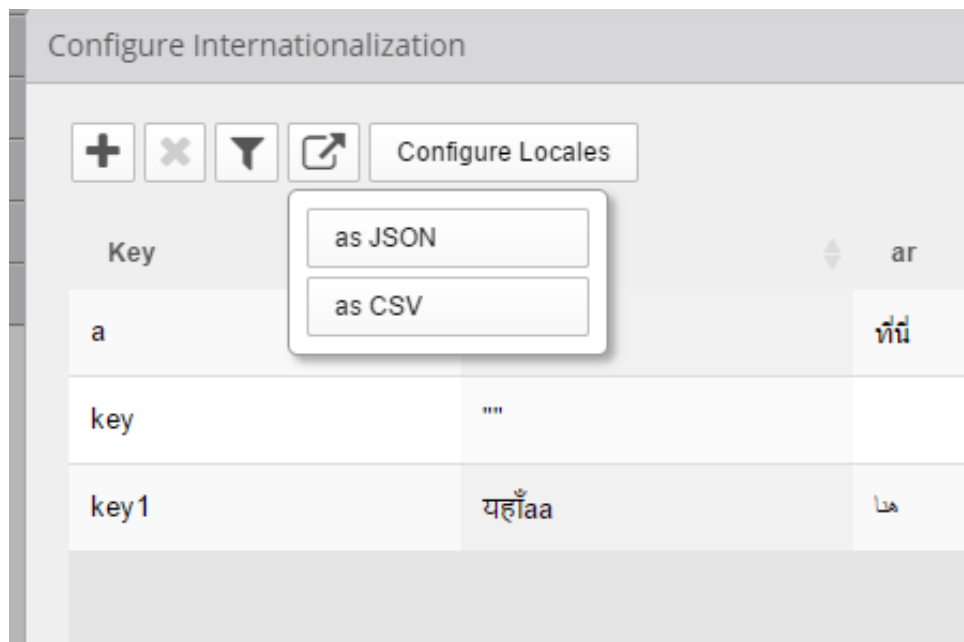 Configure Internationalization
Configure Locales
as JSON
Key
ar
as CSV
a
ที่นี่
key
""
key1
यहाँaa
هنا